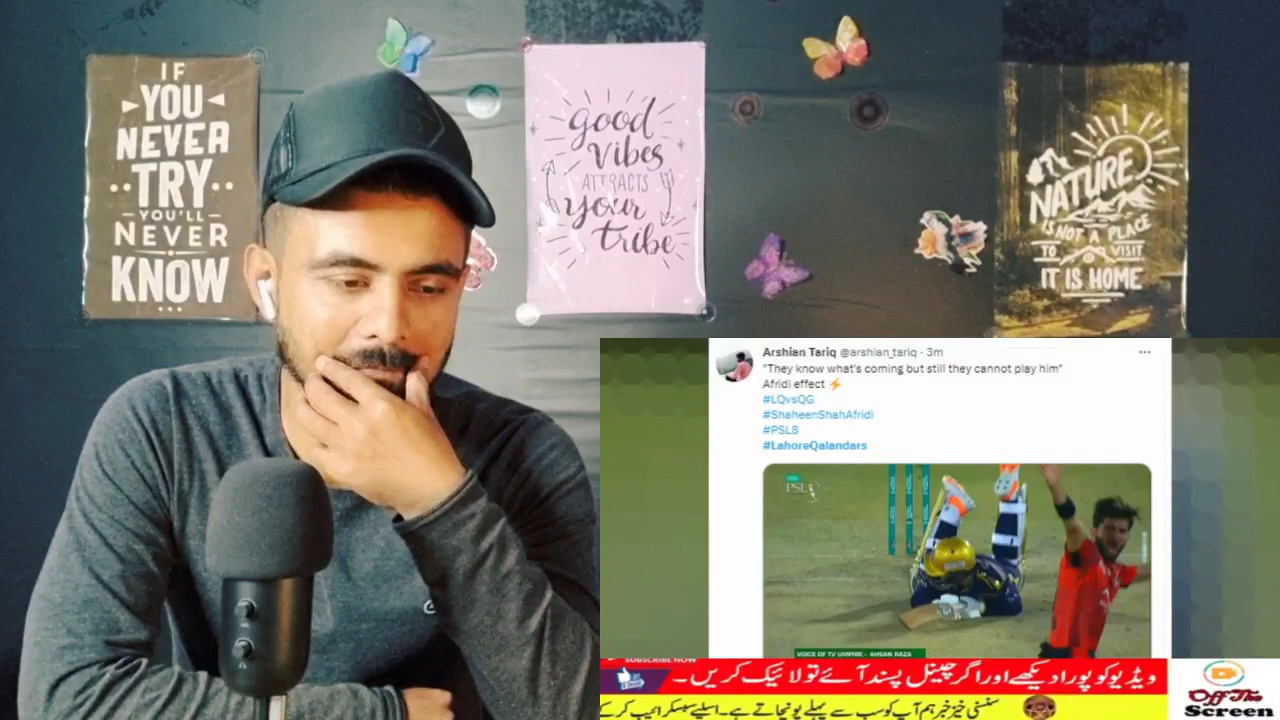 IF
YOU
NEVER
TRY
YOU'LL
NEVER
KNOW
...
good
Vibes
ATTRACTS
your
tribe
NATURE
IS NOT A PLACE
TO VISIT
IT IS HOME
Arshian Tariq @arshian_tariq · 3m
"They know what's coming but still they cannot play him"
Afridi effect ⚡
#LQvsQG
#ShaheenShahAfridi
#PSL8
#LahoreQalandars
PSL
VOICE OF TV UMPIRE - AHSAN RAZA
SUBSCRIBE NOW
ویڈیو کو پورا دیکھے اور اگر چینل پسند آئے تو لائیک کریں۔
سنسنی خیز خبر ہم آپ کو سب سے پہلے پہونچاتے ہے۔ اسلیے سبسکرائیب کرکے
Off The
Screen